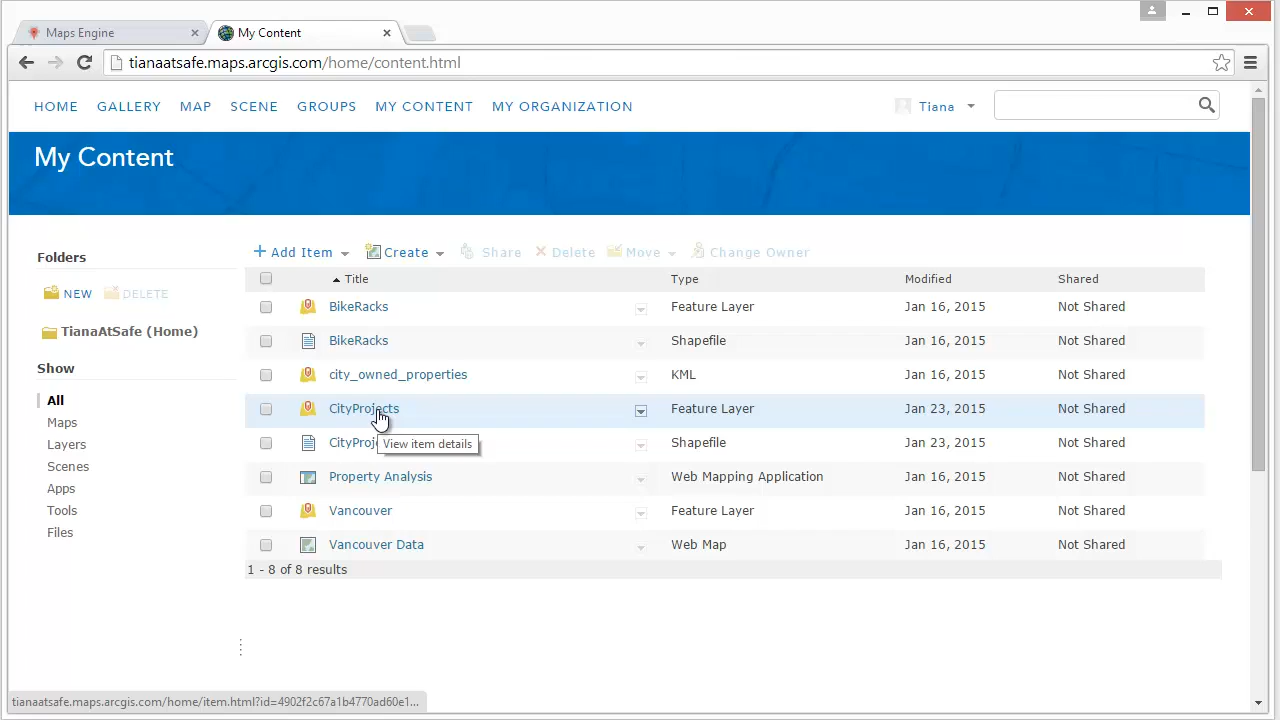 Maps Engine
My Content
tianaatsafe.maps.arcgis.com/home/content.html
HOME GALLERY MAP SCENE GROUPS MY CONTENT MY ORGANIZATION Tiana
My Content
Folders
NEW DELETE
TianaAtSafe (Home)
Show
All
Maps
Layers
Scenes
Apps
Tools
Files
Add Item Create Share Delete Move Change Owner
Title Type Modified Shared
BikeRacks Feature Layer Jan 16, 2015 Not Shared
BikeRacks Shapefile Jan 16, 2015 Not Shared
city_owned_properties KML Jan 16, 2015 Not Shared
CityProjects Feature Layer Jan 23, 2015 Not Shared
CityProj Shapefile Jan 23, 2015 Not Shared
View item details
Property Analysis Web Mapping Application Jan 16, 2015 Not Shared
Vancouver Feature Layer Jan 16, 2015 Not Shared
Vancouver Data Web Map Jan 16, 2015 Not Shared
1 - 8 of 8 results
tianaatsafe.maps.arcgis.com/home/item.html?id=4902f2c67a1b4770ad60e1...